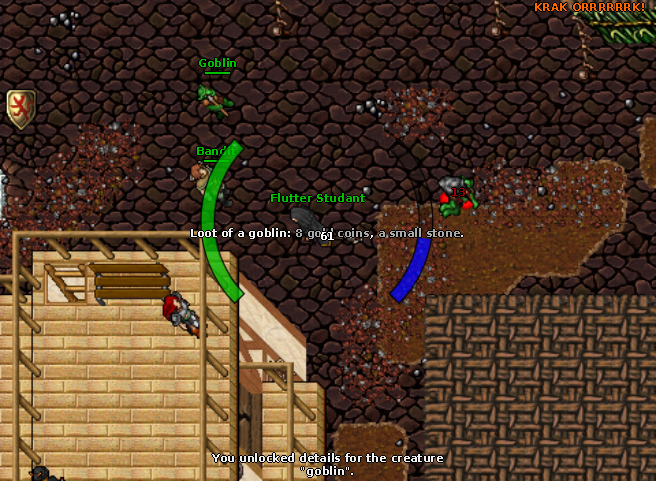 KRAK ORRRRRRK!
Goblin
Bandit
Flutter Studant
Loot of a goblin: 8 gold coins, a small stone.
61
You unlocked details for the creature
"goblin".